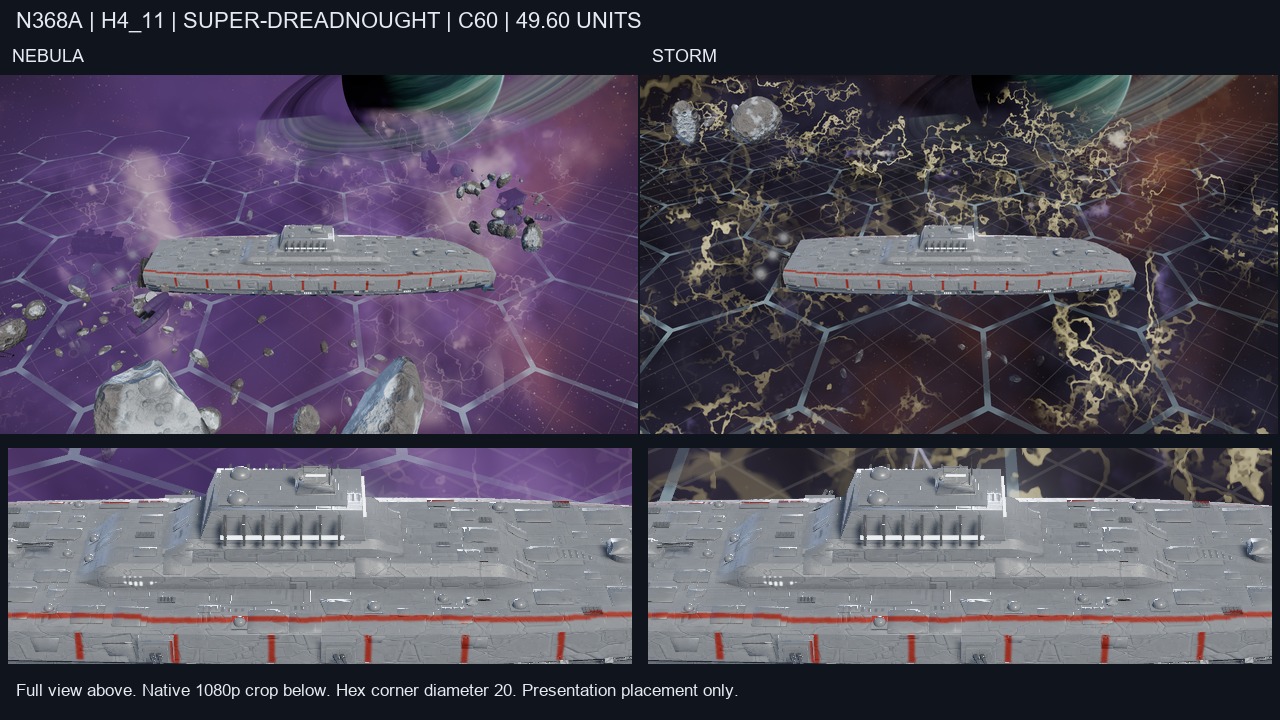 N368A | H4_11 | SUPER-DREADNOUGHT | C60 | 49.60 UNITS
NEBULA
STORM
Full view above. Native 1080p crop below. Hex corner diameter 20. Presentation placement only.